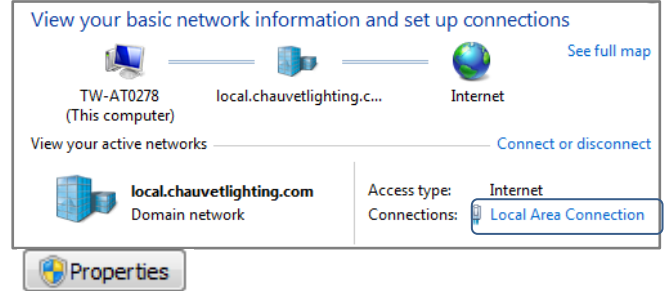 View your basic network information and set up connections
See full map
TW-AT0278
(This computer)
local.chauvetlighting.c...
Internet
View your active networks
Connect or disconnect
local.chauvetlighting.com
Domain network
Access type: Internet
Connections: Local Area Connection
Properties